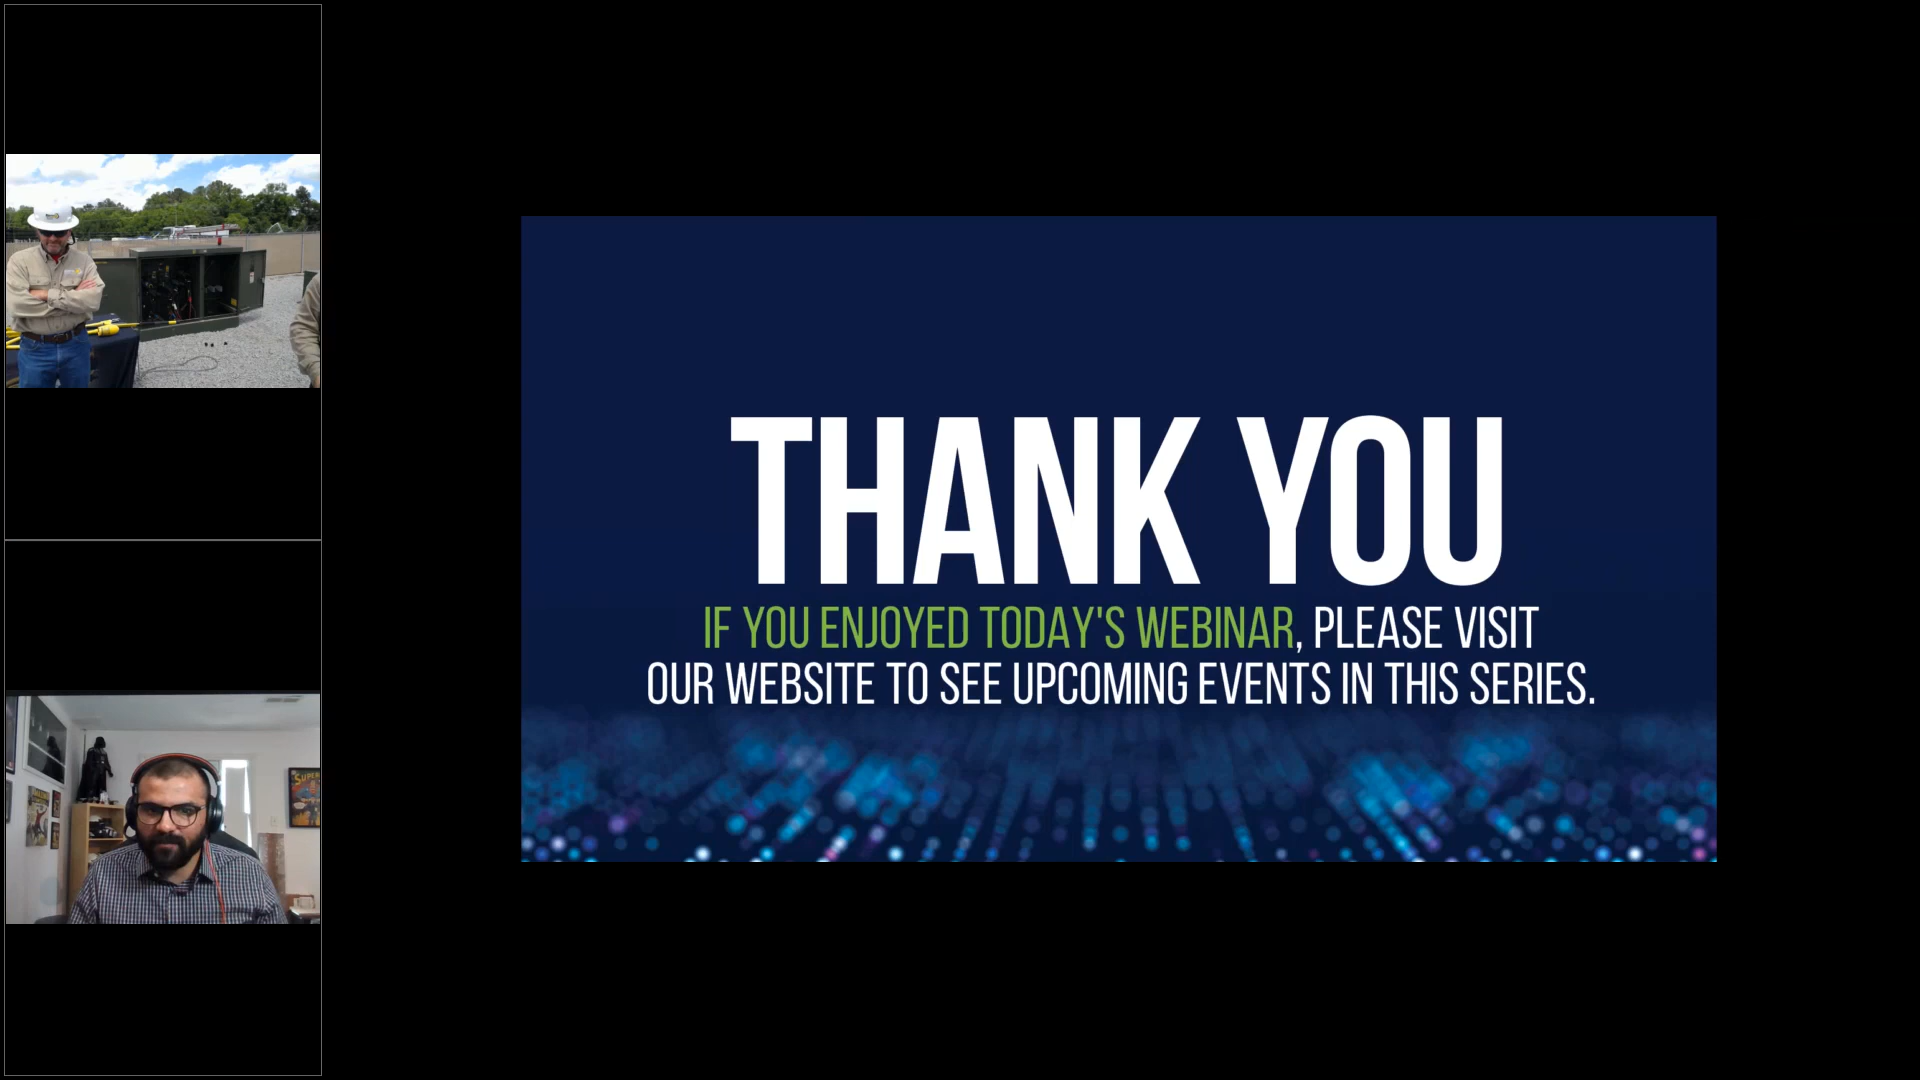 THANK YOU
IF YOU ENJOYED TODAY'S WEBINAR, PLEASE VISIT
OUR WEBSITE TO SEE UPCOMING EVENTS IN THIS SERIES.